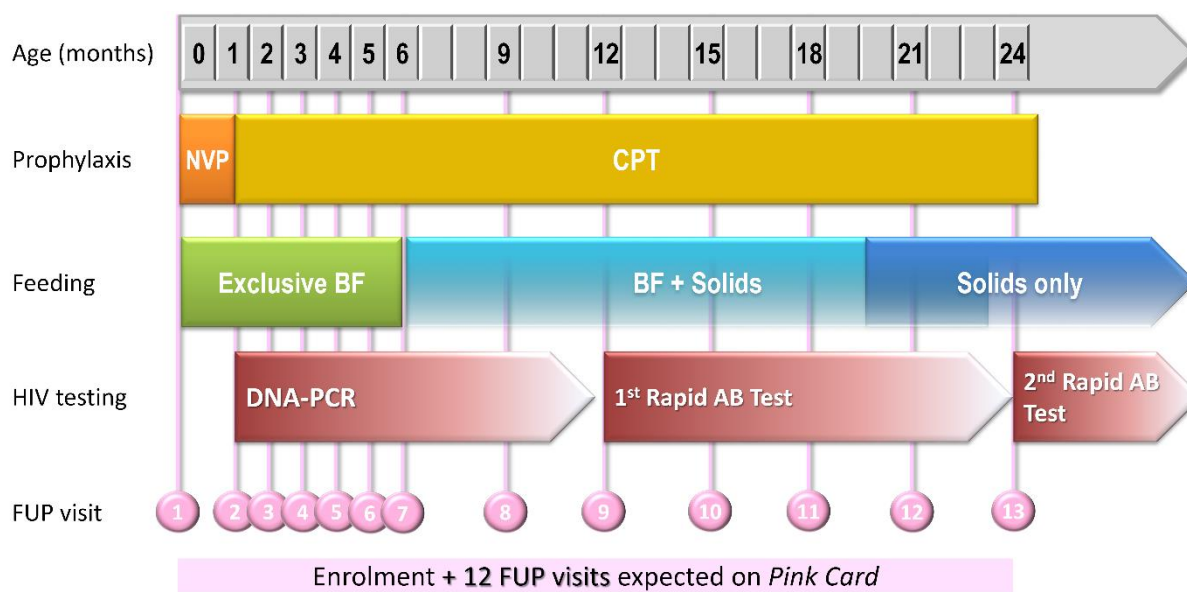 Age (months) 0 1 2 3 4 5 6 9 12 15 18 21 24
Prophylaxis NVP CPT
Feeding Exclusive BF BF + Solids Solids only
HIV testing DNA-PCR 1st Rapid AB Test 2nd Rapid AB
Test
FUP visit 1 2 3 4 5 6 7 8 9 10 11 12 13
Enrolment + 12 FUP visits expected on Pink Card